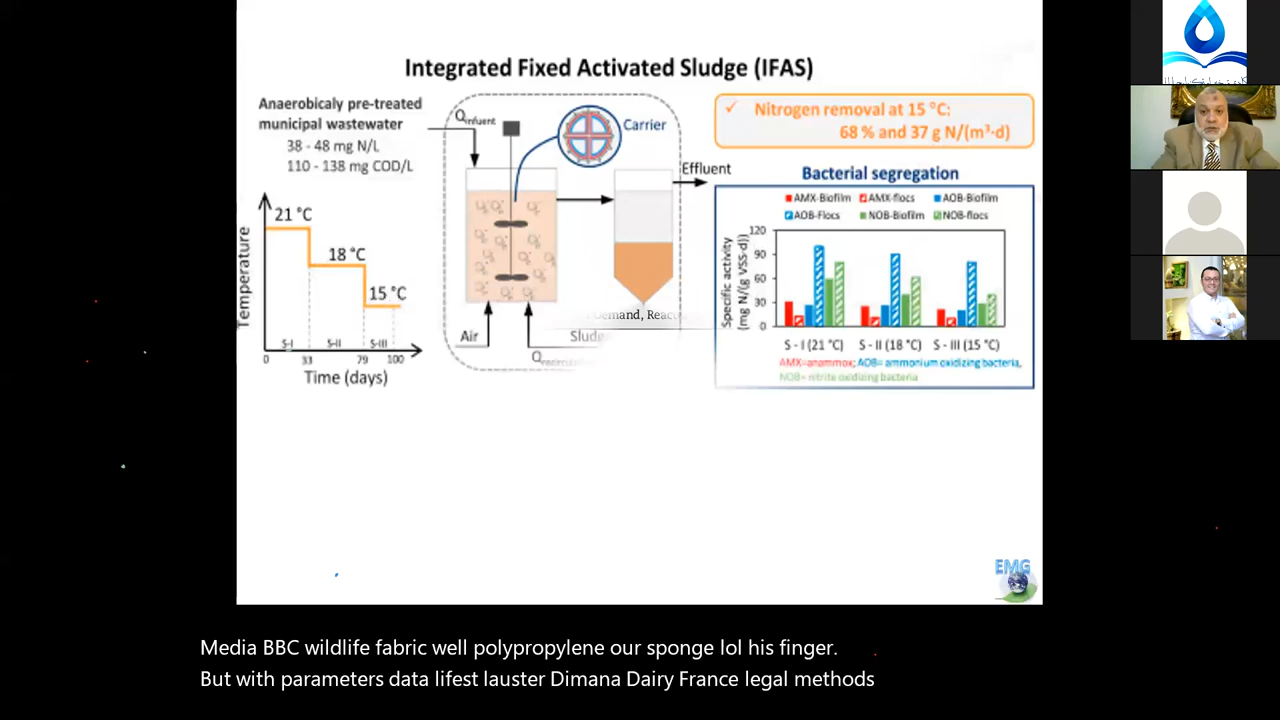 Integrated Fixed Activated Sludge (IFAS)
Anaerobicaly pre-treated
municipal wastewater
38 - 48 mg N/L
110 - 138 mg COD/L
Temperature
21 °C
18 °C
15 °C
S-I
S-II
S-III
0
33
79
100
Time (days)
Qinfuent
Carrier
Effluent
Air
Demand, Reac
✓ Nitrogen removal at 15 °C:
68 % and 37 g N/(m³·d)
Bacterial segregation
AMX-Biofilm AMX-flocs AOB-Biofilm
AOB-Flocs NOB-Biofilm NOB-flocs
Specific activity
(mg N/(g VSS·d))
120
90
60
30
0
S - I (21 °C) S - II (18 °C) S - III (15 °C)
AMX=anammox; AOB= ammonium oxidizing bacteria,
NOB= nitrite oxidizing bacteria
EMG
Media BBC wildlife fabric well polypropylene our sponge lol his finger.
But with parameters data lifest lauster Dimana Dairy France legal methods